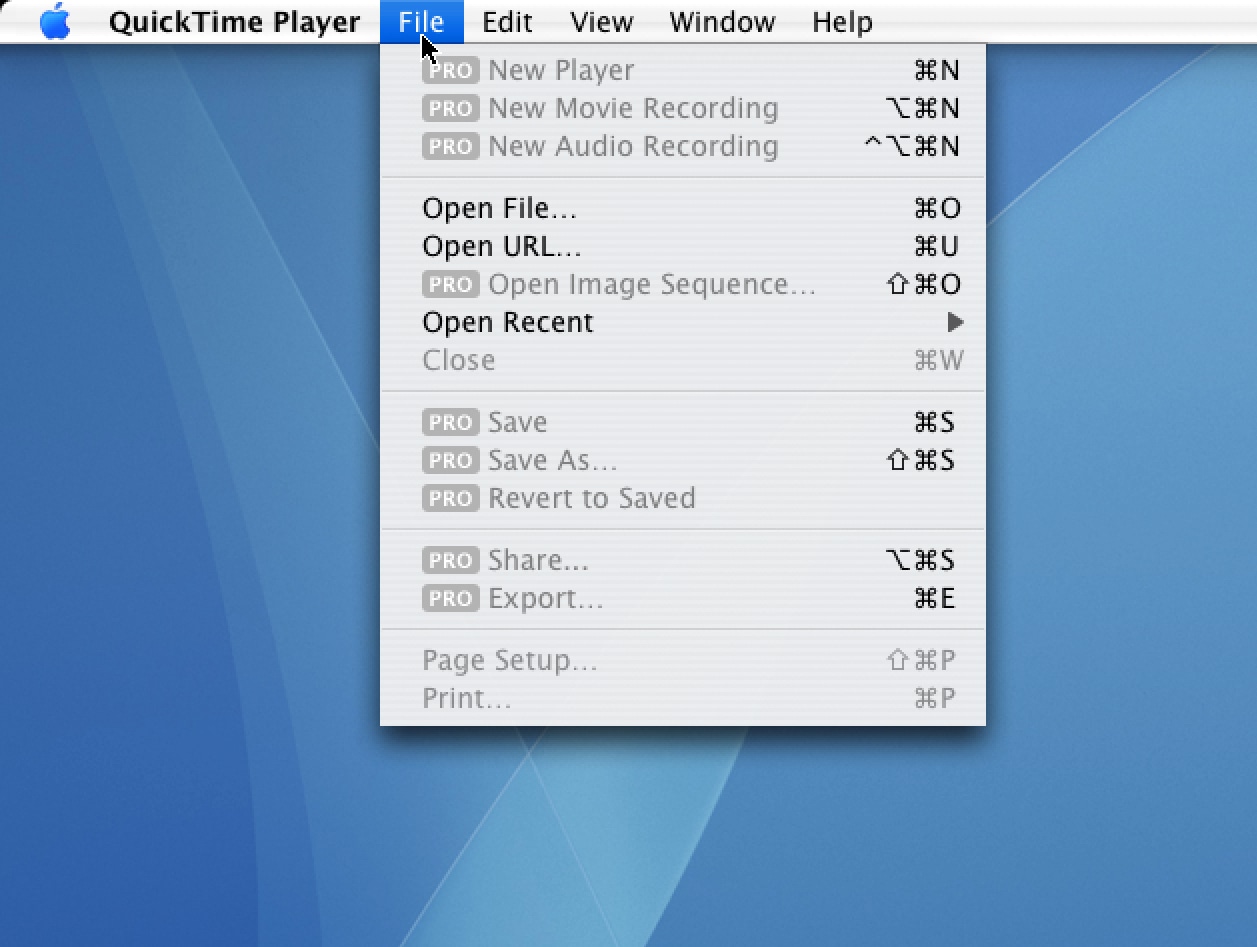 QuickTime Player File Edit View Window Help
PRO New Player ⌘N
PRO New Movie Recording ⌥⌘N
PRO New Audio Recording ^⌥⌘N
Open File... ⌘O
Open URL... ⌘U
PRO Open Image Sequence... ⇧⌘O
Open Recent ▶
Close ⌘W
PRO Save ⌘S
PRO Save As... ⇧⌘S
PRO Revert to Saved
PRO Share... ⌥⌘S
PRO Export... ⌘E
Page Setup... ⇧⌘P
Print... ⌘P